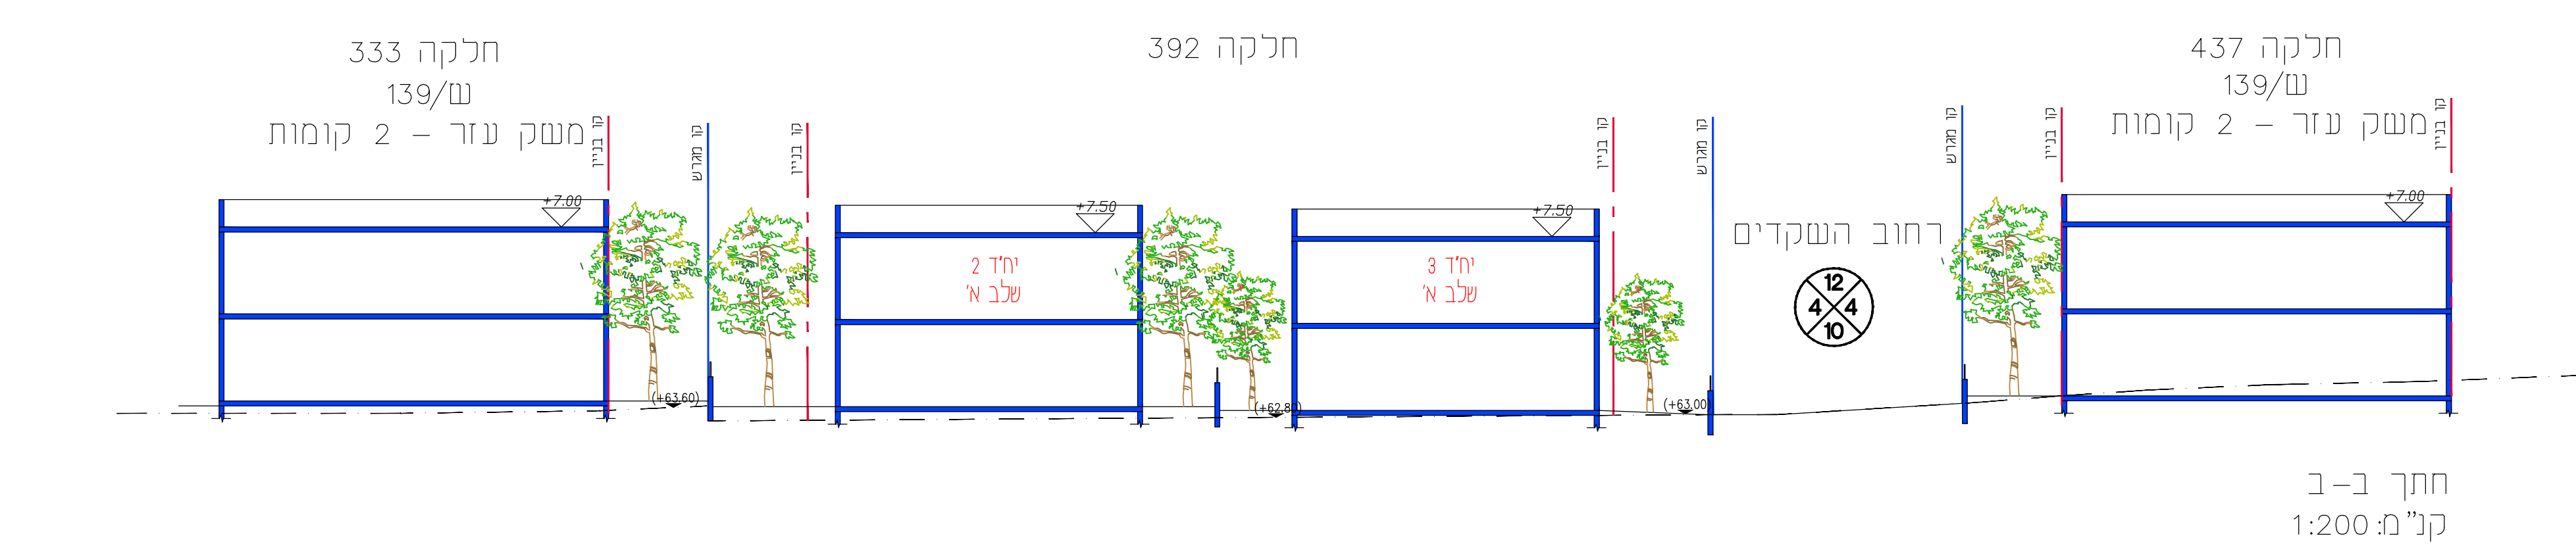 חלקה 333
ש/139
משק עזר – 2 קומות
חלקה 392
חלקה 437
ש/139
משק עזר – 2 קומות
קו בניין
קו מגרש
קו בניין
קו בניין
קו מגרש
קו מגרש
קו בניין
קו בניין
+7.00
+7.50
+7.50
+7.00
יח'ד 2
שלב א'
יח'ד 3
שלב א'
רחוב השקדים
12
4 4
10
(+63.60)
(+62.80)
(+63.00)
חתך ב-ב
קנ"מ: 1:200